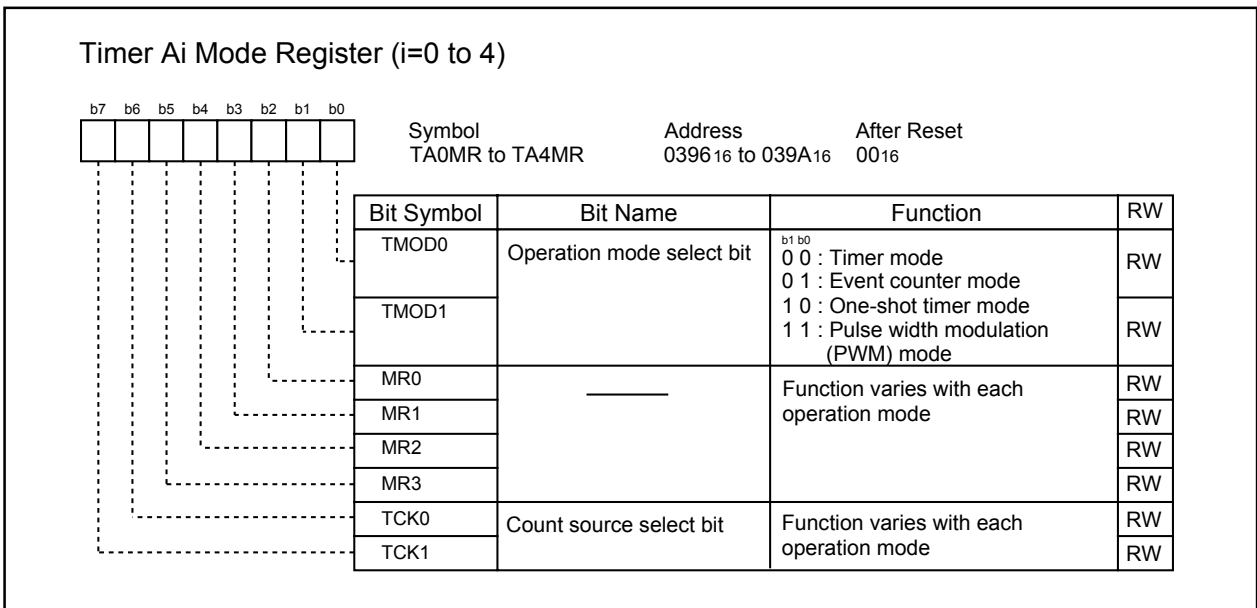 Timer Ai Mode Register (i=0 to 4)
b7 b6 b5 b4 b3 b2 b1 b0
Symbol Address After Reset
TA0MR to TA4MR 039616 to 039A16 0016
Bit Symbol Bit Name Function RW
TMOD0 Operation mode select bit b1 b0
0 0 : Timer mode RW
0 1 : Event counter mode
TMOD1 1 0 : One-shot timer mode
1 1 : Pulse width modulation RW
(PWM) mode
MR0 Function varies with each RW
MR1 operation mode RW
MR2 RW
MR3 RW
TCK0 Count source select bit Function varies with each RW
TCK1 operation mode RW